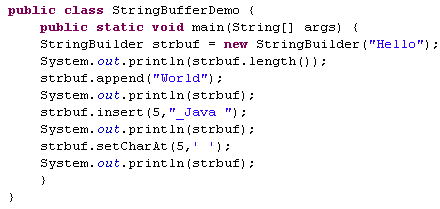 public class StringBufferDemo {
    public static void main(String[] args) {
    StringBuilder strbuf = new StringBuilder("Hello");
    System.out.println(strbuf.length());
    strbuf.append("World");
    System.out.println(strbuf);
    strbuf.insert(5,"_Java ");
    System.out.println(strbuf);
    strbuf.setCharAt(5,' ');
    System.out.println(strbuf);
    }
}